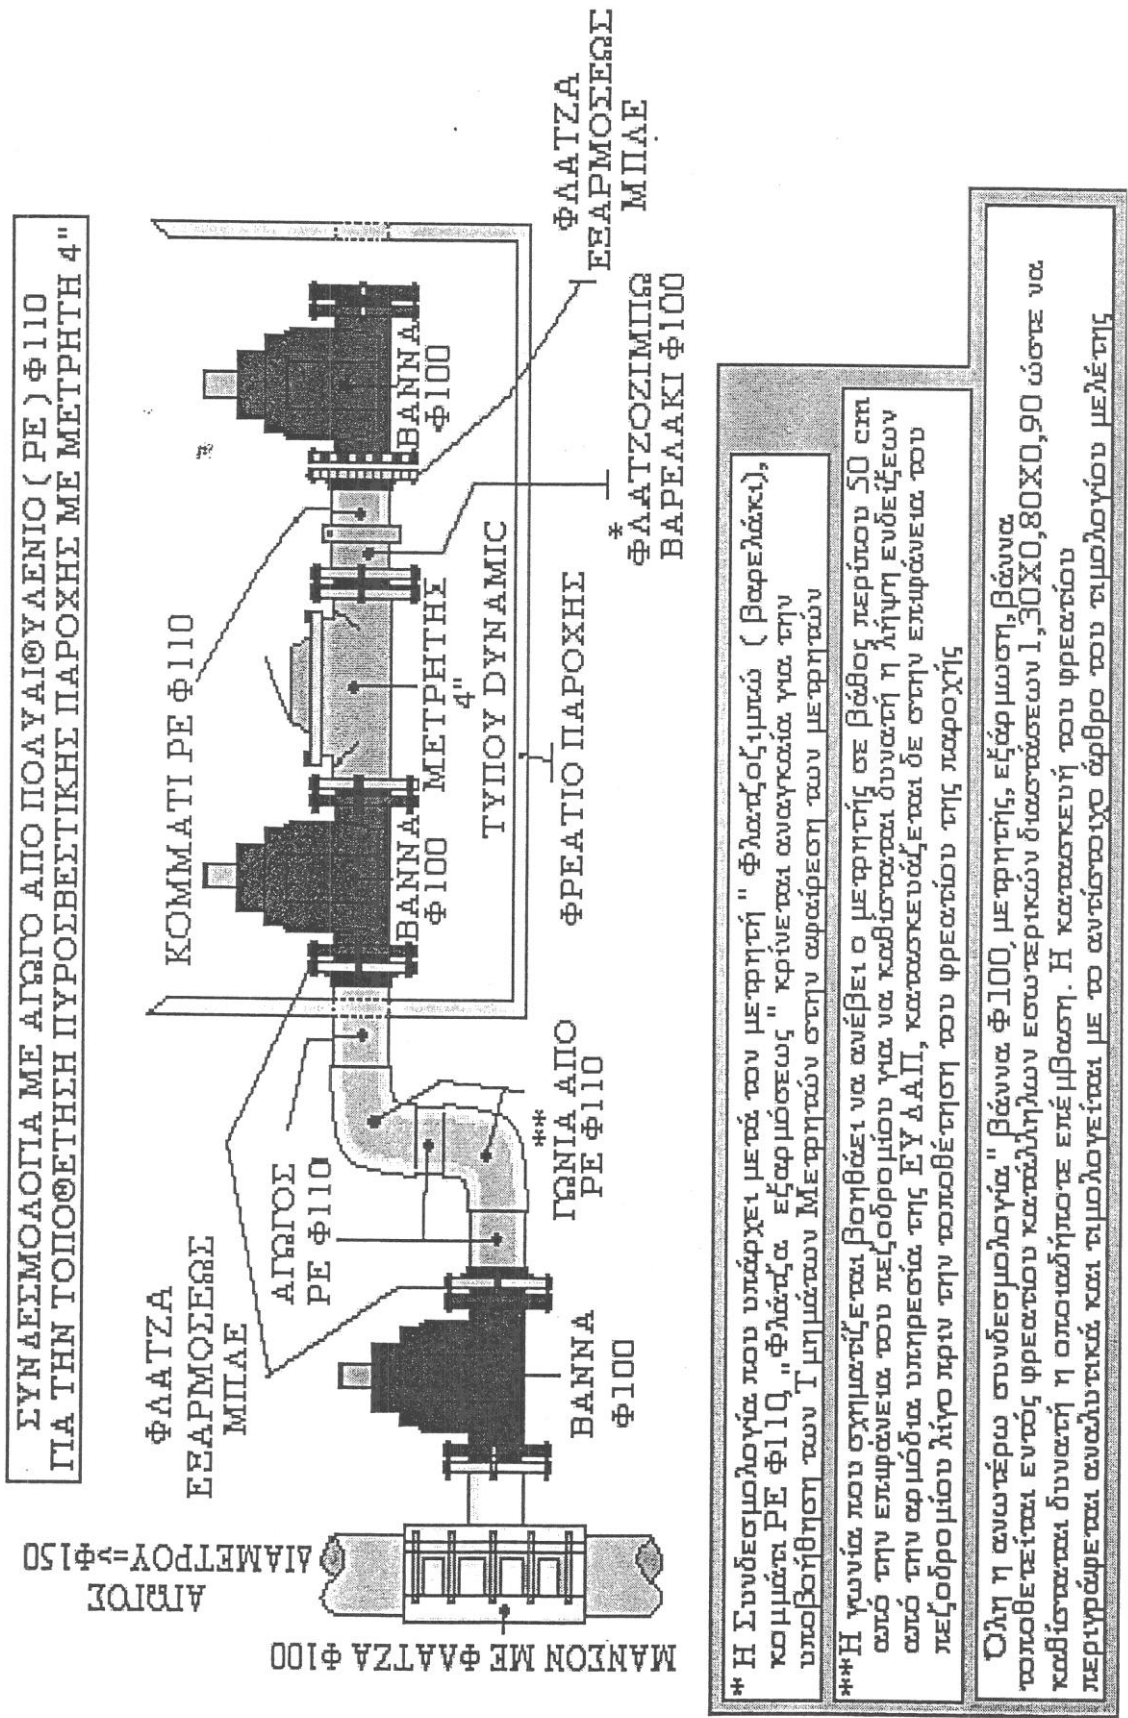 ΣΥΝΔΕΣΜΟΛΟΓΙΑ ΜΕ ΑΓΩΓΟ ΑΠΟ ΠΟΛΥΑΙΘΥΛΕΝΙΟ ( PE ) Φ110
ΓΙΑ ΤΗΝ ΤΟΠΟΘΕΤΗΣΗ ΠΥΡΟΣΒΕΣΤΙΚΗΣ ΠΑΡΟΧΗΣ ΜΕ ΜΕΤΡΗΤΗ 4"
ΑΓΩΓΟΣ
ΔΙΑΜΕΤΡΟΥ=>Φ150
ΜΑΝΣΟΝ ΜΕ ΦΛΑΤΖΑ Φ100
ΦΛΑΤΖΑ
ΕΞΑΡΜΟΣΕΩΣ
ΜΠΛΕ
ΒΑΝΝΑ
Φ100
ΑΓΩΓΟΣ
PE Φ110
**
ΓΩΝΙΑ ΑΠΟ
PE Φ110
ΚΟΜΜΑΤΙ PE Φ110
ΒΑΝΝΑ
Φ100
ΜΕΤΡΗΤΗΣ
4"
ΤΥΠΟΥ DYNAMIC
ΦΡΕΑΤΙΟ ΠΑΡΟΧΗΣ
ΒΑΝΝΑ
Φ100
*
ΦΛΑΤΖΟΖΙΜΠΩ
ΒΑΡΕΛΑΚΙ Φ100
ΦΛΑΤΖΑ
ΕΞΑΡΜΟΣΕΩΣ
ΜΠΛΕ
* Η Συνδεσμολογία που υπάρχει μετά τον μετρητή " Φλατζοζιμπώ ( βαρελάκι),
κομμάτι PE Φ110, "Φλάτζα εξαρμόσεως " κρίνεται αναγκαία για την
υποβοήθηση των Τμημάτων Μετρητών στην αφαίρεση των μετρητών
**Η γωνία που σχηματίζεται βοηθάει να ανέβει ο μετρητής σε βάθος περίπου 50 cm
από την επιφάνεια του πεζοδρομίου για να καθίσταται δυνατή η λήψη ενδείξεων
από την αρμόδια υπηρεσία της ΕΥΔΑΠ, κατασκευάζεται δε στην επιφάνεια του
πεζοδρομίου λίγο πριν την τοποθέτηση του φρεατίου της παροχής
Όλη η ανωτέρω συνδεσμολογία " βάννα Φ100, μετρητής, εξάρμωση, βάννα
τοποθετείται εντός φρεατίου καταλλήλων εσωτερικών διαστάσεων 1,30Χ0,80Χ0,90 ώστε να
καθίσταται δυνατή η οποιαδήποτε επέμβαση. Η κατασκευή του φρεατίου
περιγράφεται αναλυτικά και τιμολογείται με το αντίστοιχο άρθρο του τιμολογίου μελέτης